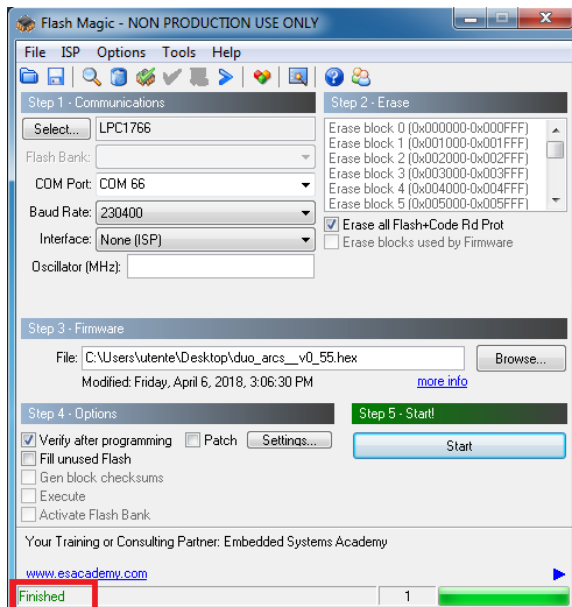 Flash Magic - NON PRODUCTION USE ONLY
File ISP Options Tools Help
Step 1 - Communications
Select... LPC1766
Flash Bank:
COM Port: COM 66
Baud Rate: 230400
Interface: None (ISP)
Oscillator (MHz):
Step 2 - Erase
Erase block 0 (0x000000-0x000FFF)
Erase block 1 (0x001000-0x001FFF)
Erase block 2 (0x002000-0x002FFF)
Erase block 3 (0x003000-0x003FFF)
Erase block 4 (0x004000-0x004FFF)
Erase block 5 (0x005000-0x005FFF)
Erase all Flash+Code Rd Prot
Erase blocks used by Firmware
Step 3 - Firmware
File: C:\Users\utente\Desktop\duo_arcs__v0_55.hex Browse...
Modified: Friday, April 6, 2018, 3:06:30 PM more info
Step 4 - Options
Verify after programming Patch Settings...
Fill unused Flash
Gen block checksums
Execute
Activate Flash Bank
Step 5 - Start!
Start
Your Training or Consulting Partner: Embedded Systems Academy
www.esacademy.com
Finished 1